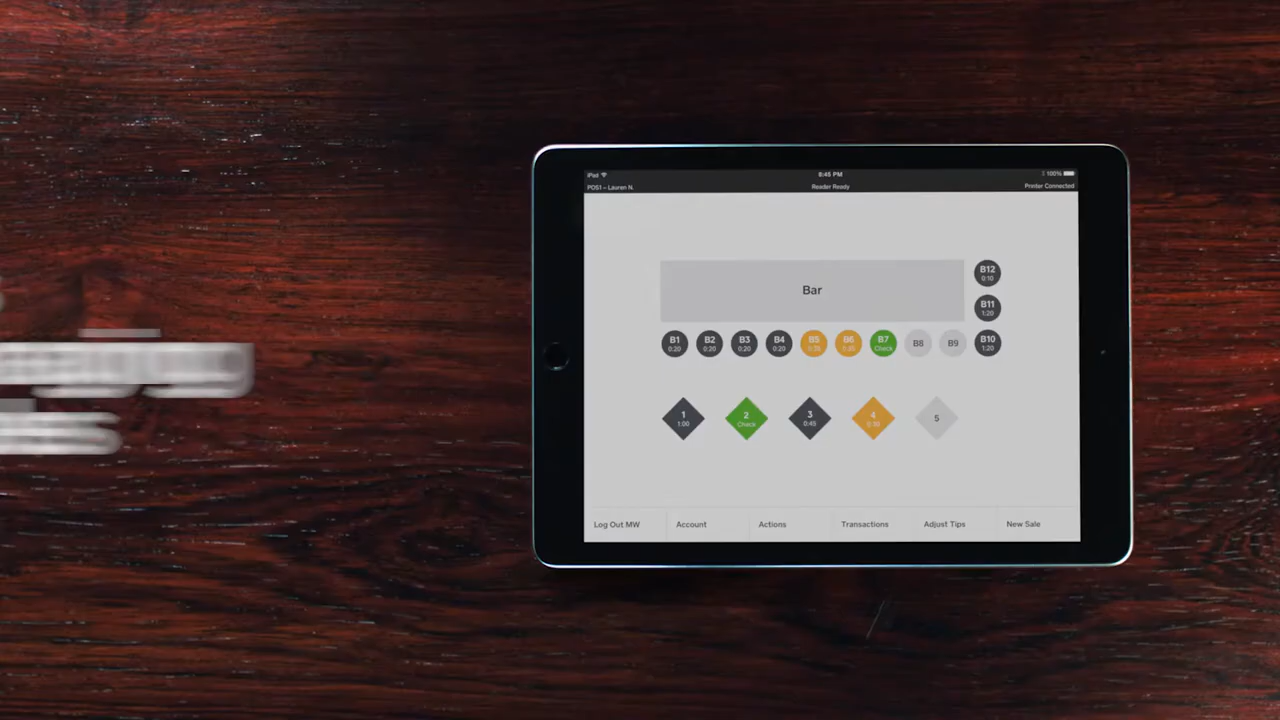 iPad 8:45 PM 100%
POS1 – Lauren N. Reader Ready Printer Connected
Bar
B12
0:10
B11
1:20
B1 B2 B3 B4 B5 B6 B7 B8 B9 B10
0:20 0:20 0:20 0:20 Check 1:20
1 2 3 4 5
1:00 Check 0:45
Log Out MW Account Actions Transactions Adjust Tips New Sale